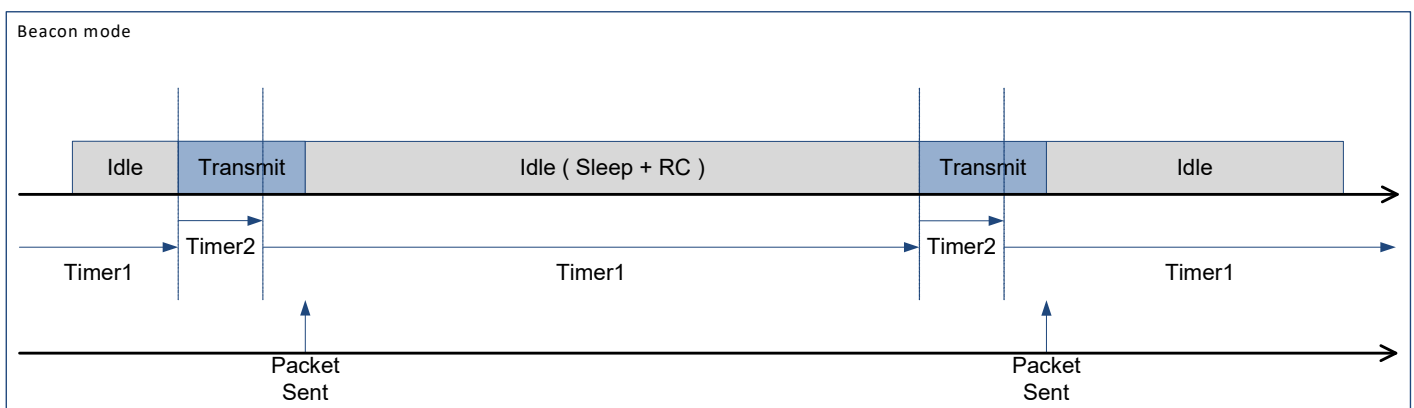 Beacon mode
Idle
Transmit
Idle ( Sleep + RC )
Transmit
Idle
Timer2
Timer2
Timer1
Timer1
Timer1
Packet
Sent
Packet
Sent